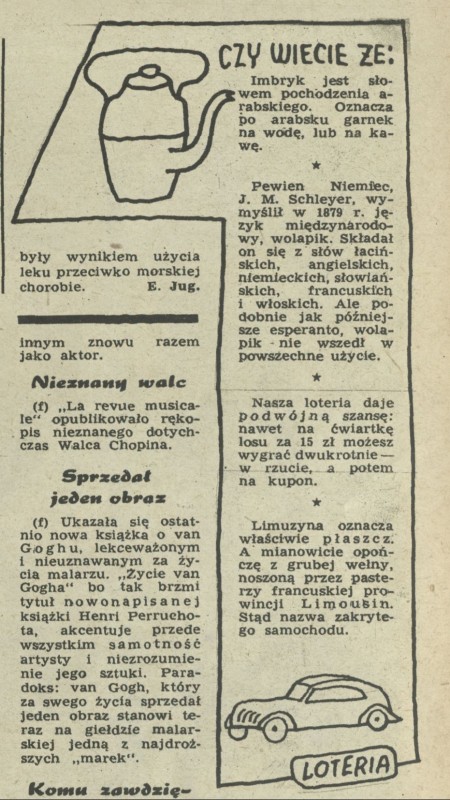 były wynikiem użycia
leku przeciwko morskiej
chorobie. E. Jug.
innym znowu razem
jako aktor.
Nieznany walc
(f) „La revue musica-
le" opublikowało ręko-
pis nieznanego dotych-
czas Walca Chopina.
Sprzedał
jeden obraz
(f) Ukazała się ostat-
nio nowa książka o van
Goghu, lekceważonym
i nieuznawanym za ży-
cia malarzu. „Życie van
Gogha" bo tak brzmi
tytuł nowonapisanej
książki Henri Perrucho-
ta, akcentuje przede
wszystkim samotność
artysty i niezrozumie-
nie jego sztuki. Para-
doks: van Gogh, który
za swego życia sprzedał
jeden obraz stanowi te-
raz na giełdzie malar-
skiej jedną z najdroż-
szych „marek".
Komu zawdzię-
CZY WIECIE ŻE:
Imbryk jest sło-
wem pochodzenia a-
rabskiego. Oznacza
po arabsku garnek
na wodę, lub na ka-
wę.
★
Pewien Niemiec,
J. M. Schleyer, wy-
myślił w 1879 r. ję-
zyk międzynarodo-
wy, wolapik. Składał
on się z słów łaciń-
skich, angielskich,
niemieckich, słowiań-
skich, francuskich
i włoskich. Ale po-
dobnie jak później-
sze esperanto, wola-
pik nie wszedł w
powszechne użycie.
★
Nasza loteria daje
podwójną szansę:
nawet na ćwiartkę
losu za 15 zł możesz
wygrać dwukrotnie —
w rzucie, a potem
na kupon.
★
Limuzyna oznacza
właściwie płaszcz.
A mianowicie opoń-
czę z grubej wełny,
noszoną przez paste-
rzy francuskiej pro-
wincji Limousin.
Stąd nazwa zakryte-
go samochodu.
LOTERIA